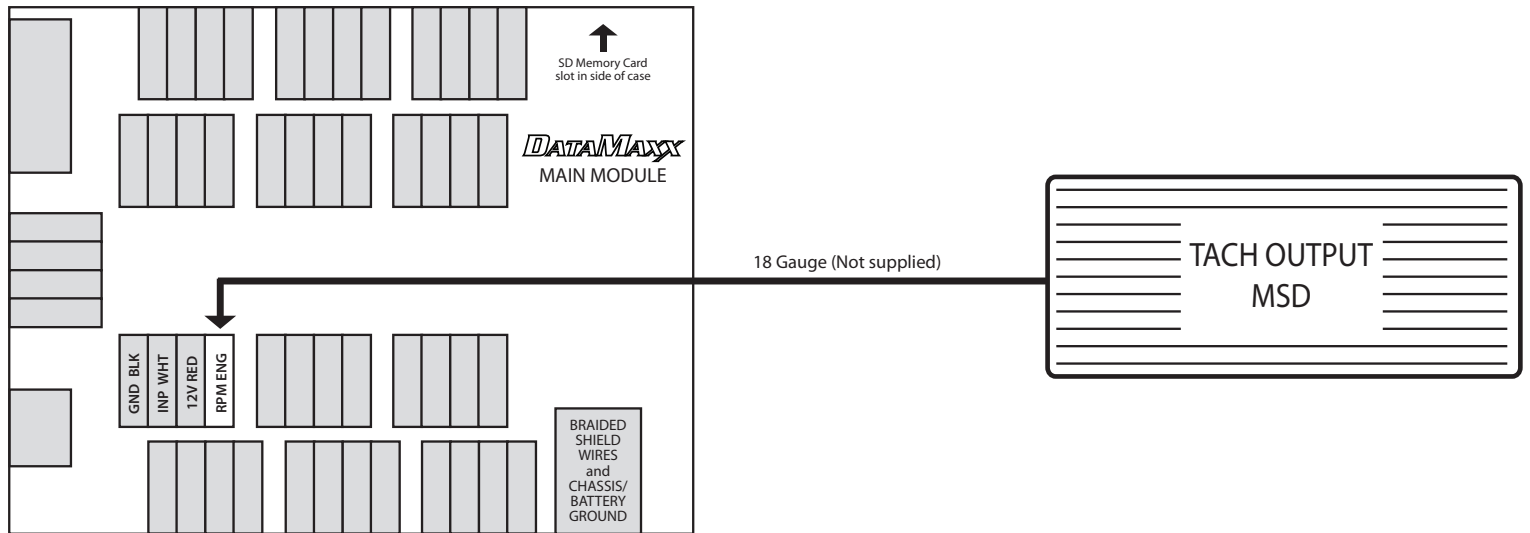 SD Memory Card
slot in side of case
DATAMAXX
MAIN MODULE
18 Gauge (Not supplied)
TACH OUTPUT
MSD
GND BLK
INP WHT
12V RED
RPM ENG
BRAIDED
SHIELD
WIRES
and
CHASSIS/
BATTERY
GROUND